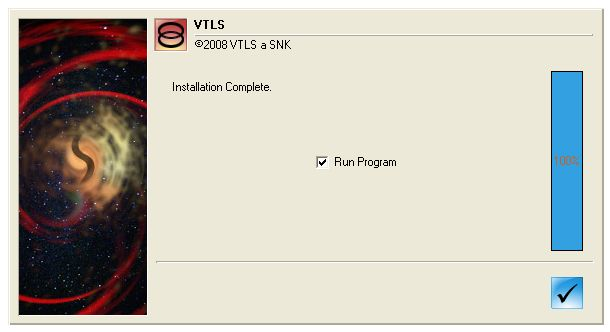 VTLS
©2008 VTLS a SNK
Installation Complete.
Run Program
100%